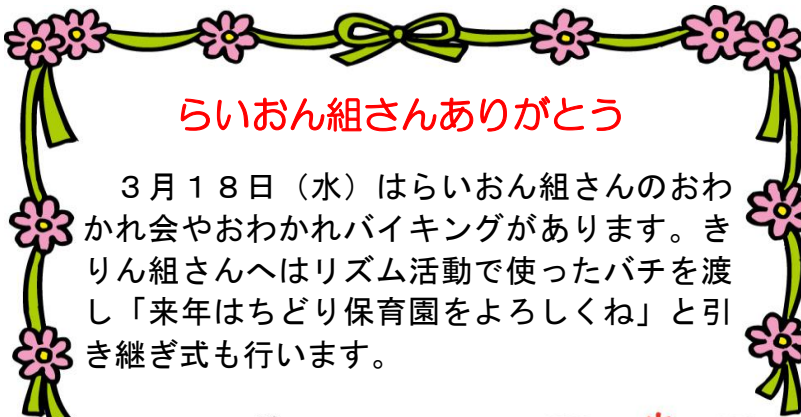 らいおん組さんありがとう
　３月１８日（水）はらいおん組さんのおわ
かれ会やおわかれバイキングがあります。き
りん組さんへはリズム活動で使ったバチを渡
し「来年はちどり保育園をよろしくね」と引
き継ぎ式も行います。